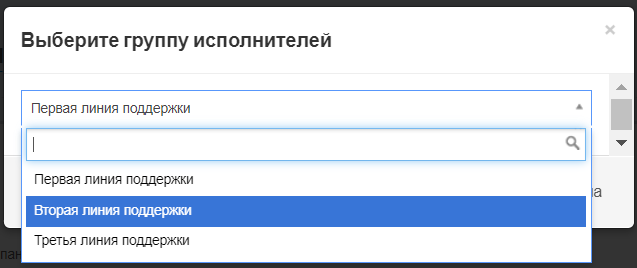 Выберите группу исполнителей
×
Первая линия поддержки
Первая линия поддержки
Вторая линия поддержки
Третья линия поддержки